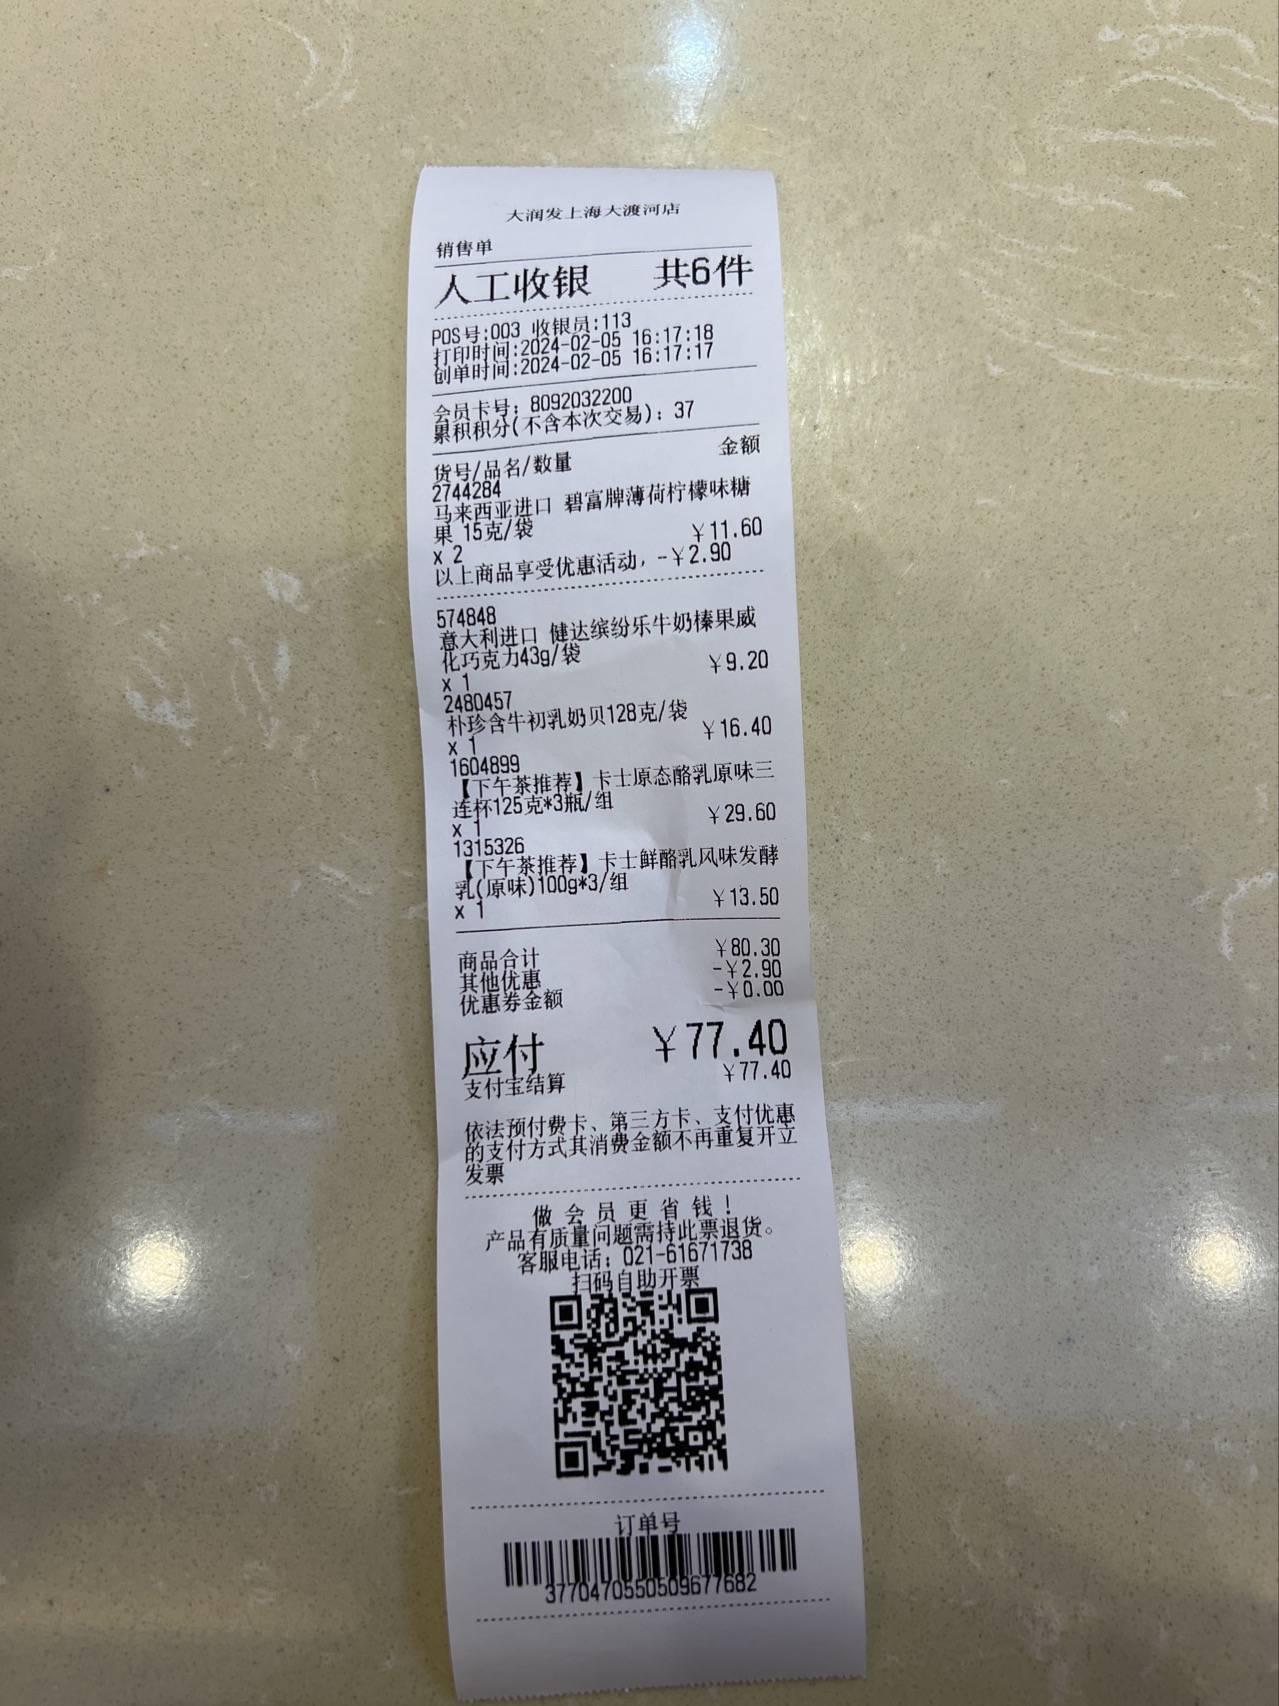 大润发上海大渡河店
销售单
人工收银 共6件
POS号:003 收银员:113
打印时间:2024-02-05 16:17:18
创单时间:2024-02-05 16:17:17
会员卡号: 8092032200
累积积分(不含本次交易): 37
货号/品名/数量 金额
2744284
马来西亚进口 碧富牌薄荷柠檬味糖
果 15克/袋
x 2 ￥11.60
以上商品享受优惠活动, -￥2.90
574848
意大利进口 健达缤纷乐牛奶榛果威
化巧克力43g/袋
x 1 ￥9.20
2480457
朴珍含牛初乳奶贝128克/袋
x 1 ￥16.40
1604899
【下午茶推荐】卡士原态酪乳原味三
连杯125克*3瓶/组
x 1 ￥29.60
1315326
【下午茶推荐】卡士鲜酪乳风味发酵
乳(原味)100g*3/组
x 1 ￥13.50
商品合计 ￥80.30
其他优惠 -￥2.90
优惠券金额 -￥0.00
应付 ￥77.40
支付宝结算 ￥77.40
依法预付费卡、第三方卡、支付优惠
的支付方式其消费金额不再重复开立
发票
做 会 员 更 省 钱 !
产品有质量问题需持此票退货。
客服电话: 021-61671738
扫码自助开票
订单号
3770470550509677682